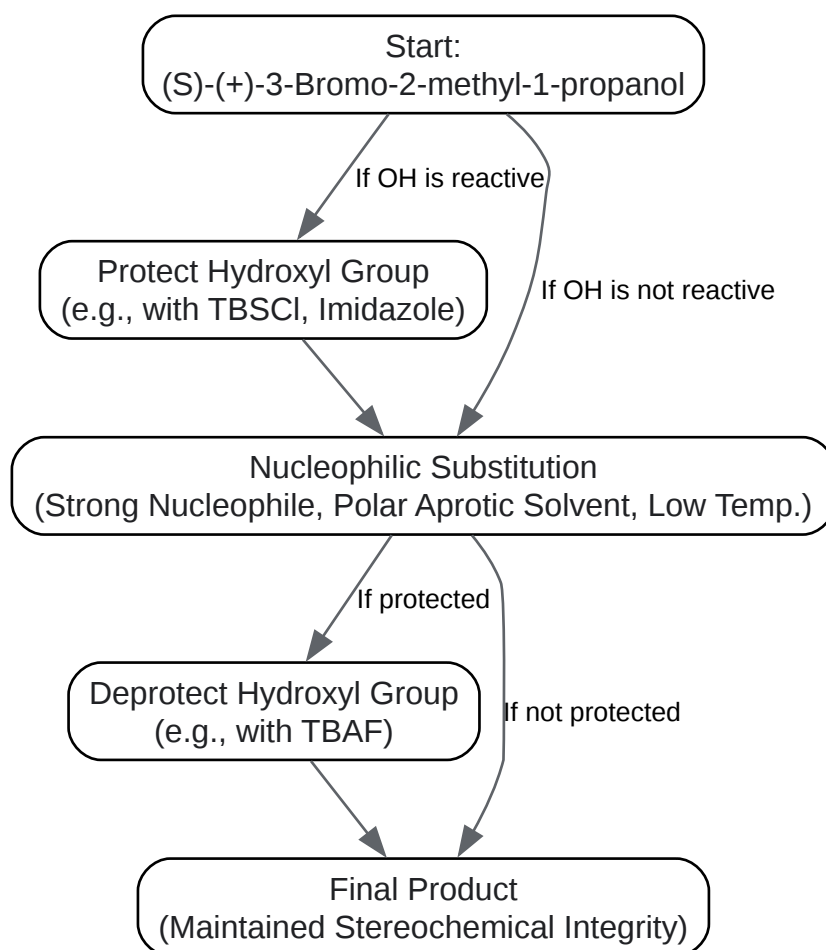 Start:
(S)-(+)-3-Bromo-2-methyl-1-propanol
If OH is reactive
Protect Hydroxyl Group
(e.g., with TBSCl, Imidazole)
If OH is not reactive
Nucleophilic Substitution
(Strong Nucleophile, Polar Aprotic Solvent, Low Temp.)
If protected
Deprotect Hydroxyl Group
(e.g., with TBAF)
If not protected
Final Product
(Maintained Stereochemical Integrity)